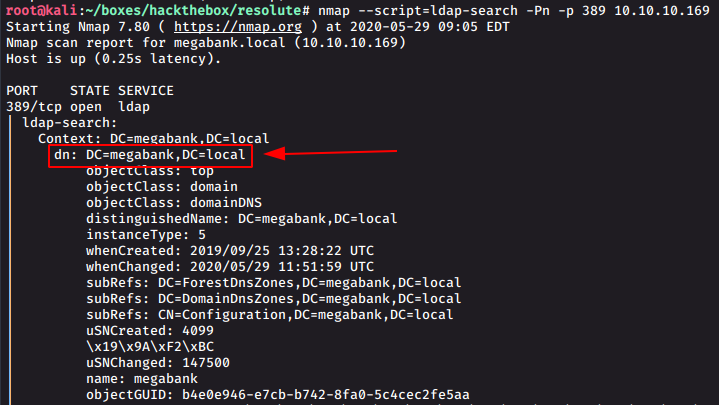 root@kali:~/boxes/hackthebox/resolute# nmap --script=ldap-search -Pn -p 389 10.10.10.169
Starting Nmap 7.80 ( https://nmap.org ) at 2020-05-29 09:05 EDT
Nmap scan report for megabank.local (10.10.10.169)
Host is up (0.25s latency).
PORT    STATE SERVICE
389/tcp open  ldap
| ldap-search:
|   Context: DC=megabank,DC=local
|     dn: DC=megabank,DC=local
|         objectClass: top
|         objectClass: domain
|         objectClass: domainDNS
|         distinguishedName: DC=megabank,DC=local
|         instanceType: 5
|         whenCreated: 2019/09/25 13:28:22 UTC
|         whenChanged: 2020/05/29 11:51:59 UTC
|         subRefs: DC=ForestDnsZones,DC=megabank,DC=local
|         subRefs: DC=DomainDnsZones,DC=megabank,DC=local
|         subRefs: CN=Configuration,DC=megabank,DC=local
|         uSNCreated: 4099
|         \x19\x9A\xF2\xBC
|         uSNChanged: 147500
|         name: megabank
|         objectGUID: b4e0e946-e7cb-b742-8fa0-5c4cec2fe5aa